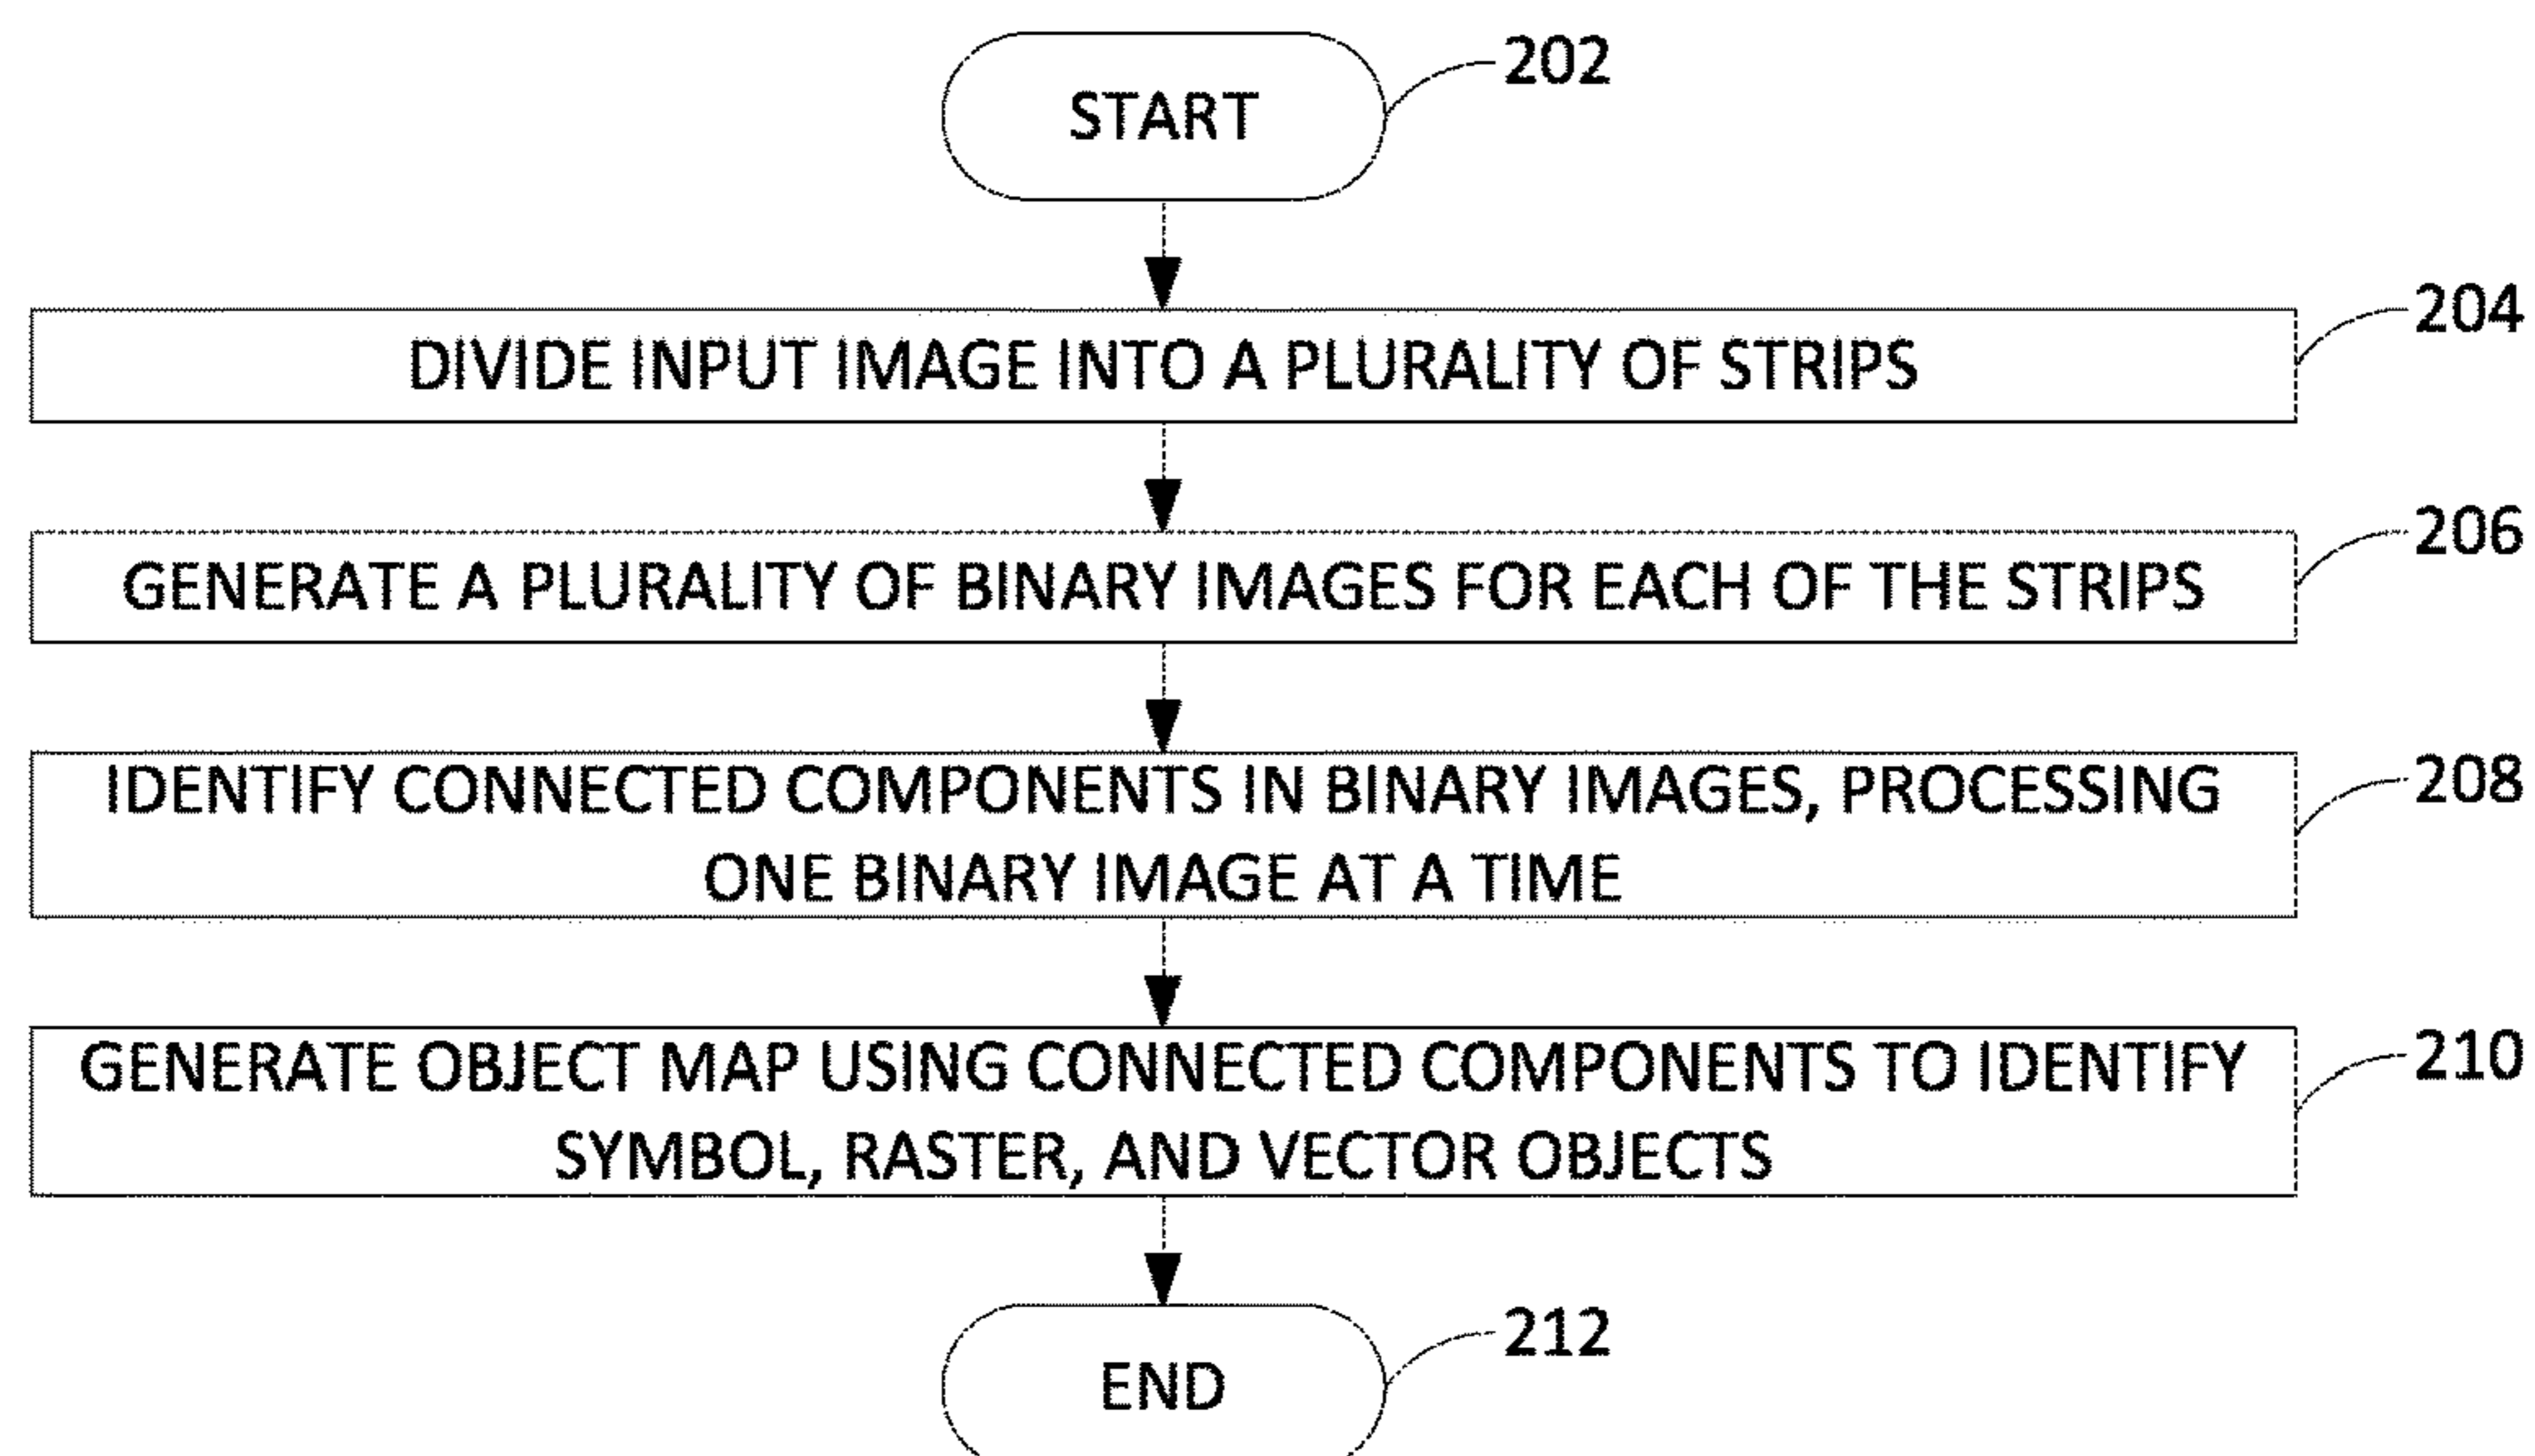 START
202
DIVIDE INPUT IMAGE INTO A PLURALITY OF STRIPS
204
GENERATE A PLURALITY OF BINARY IMAGES FOR EACH OF THE STRIPS
206
IDENTIFY CONNECTED COMPONENTS IN BINARY IMAGES, PROCESSING
ONE BINARY IMAGE AT A TIME
208
GENERATE OBJECT MAP USING CONNECTED COMPONENTS TO IDENTIFY
SYMBOL, RASTER, AND VECTOR OBJECTS
210
END
212